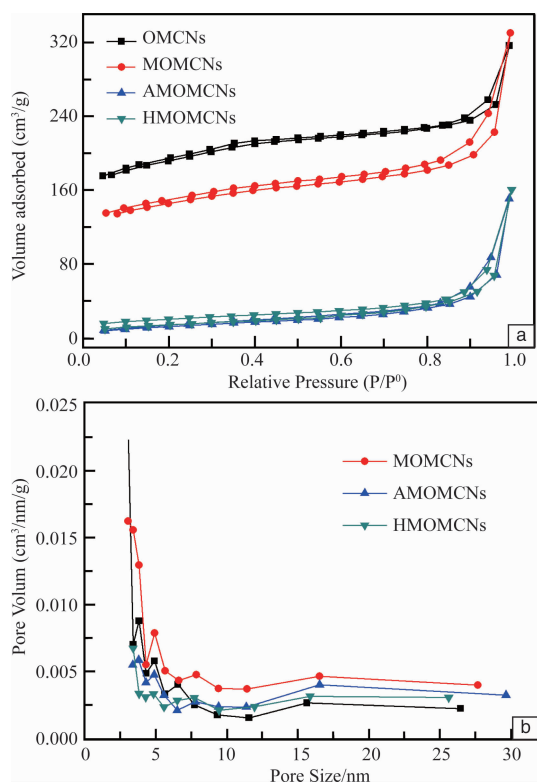 320
240
160
80
0
Volume adsorbed (cm³/g)
OMCNs
MOMCNs
AMOMCNs
HMOMCNs
a
0.0 0.2 0.4 0.6 0.8 1.0
Relative Pressure (P/P⁰)
0.025
0.020
0.015
0.010
0.005
0.000
Pore Volum (cm³/nm/g)
MOMCNs
AMOMCNs
HMOMCNs
b
0 5 10 15 20 25 30
Pore Size/nm